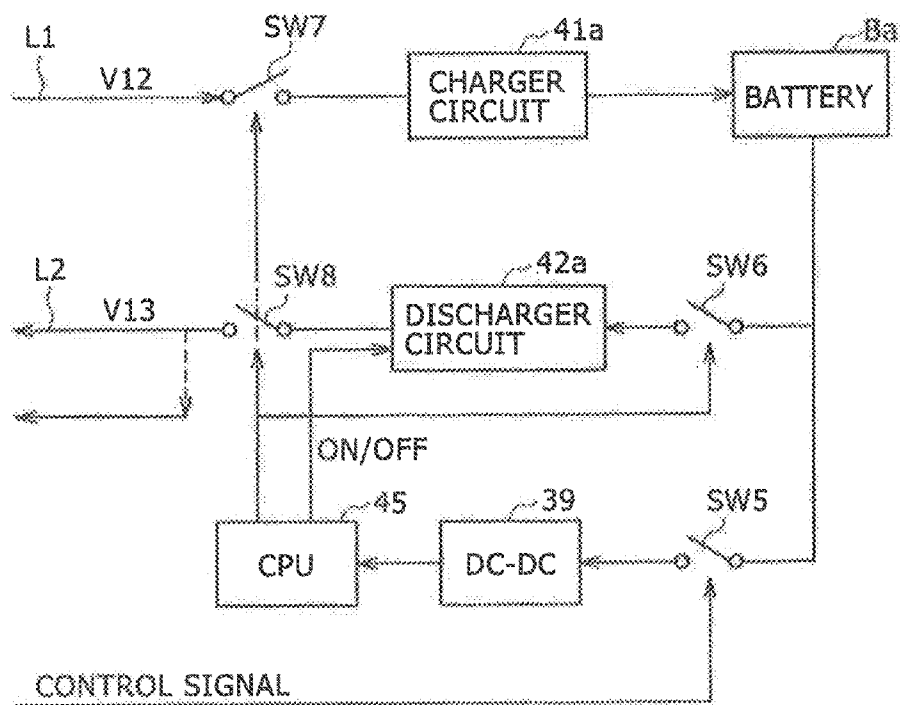 L1
V12
SW7
41a
CHARGER
CIRCUIT
Ba
BATTERY
L2
V13
SW8
42a
DISCHARGER
CIRCUIT
SW6
ON/OFF
45
CPU
39
DC-DC
SW5
CONTROL SIGNAL